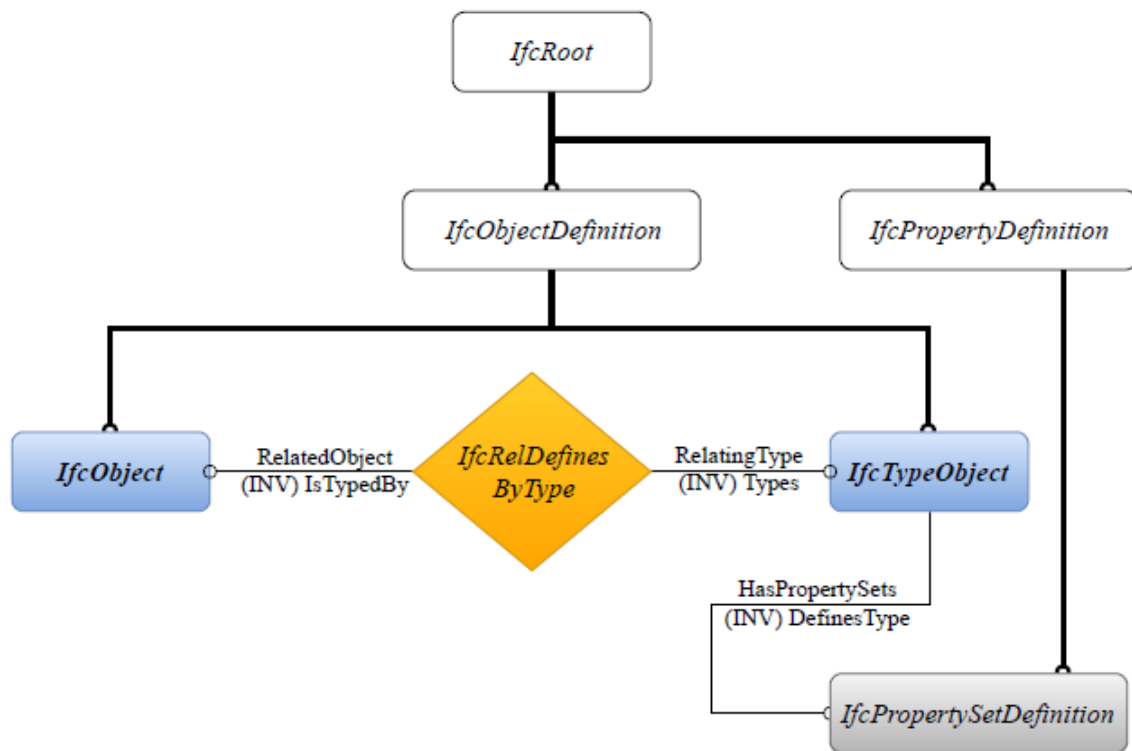 IfcRoot
IfcObjectDefinition
IfcPropertyDefinition
IfcObject
RelatedObject
(INV) IsTypedBy
IfcRelDefines
ByType
RelatingType
(INV) Types
IfcTypeObject
HasPropertySets
(INV) DefinesType
IfcPropertySetDefinition